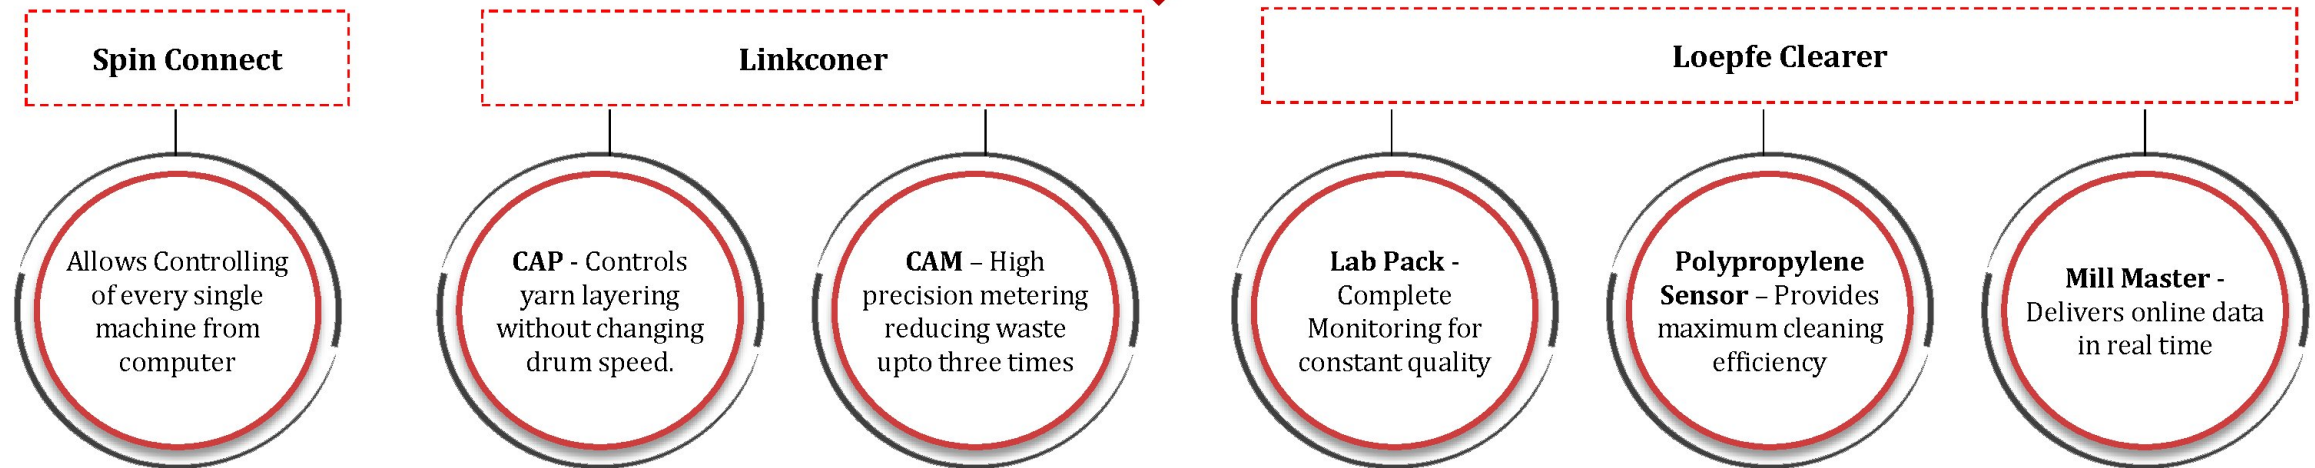 Spin Connect
Allows Controlling
of every single
machine from
computer
Linkconer
CAP - Controls
yarn layering
without changing
drum speed.
CAM – High
precision metering
reducing waste
upto three times
Loepfe Clearer
Lab Pack -
Complete
Monitoring for
constant quality
Polypropylene
Sensor – Provides
maximum cleaning
efficiency
Mill Master -
Delivers online data
in real time